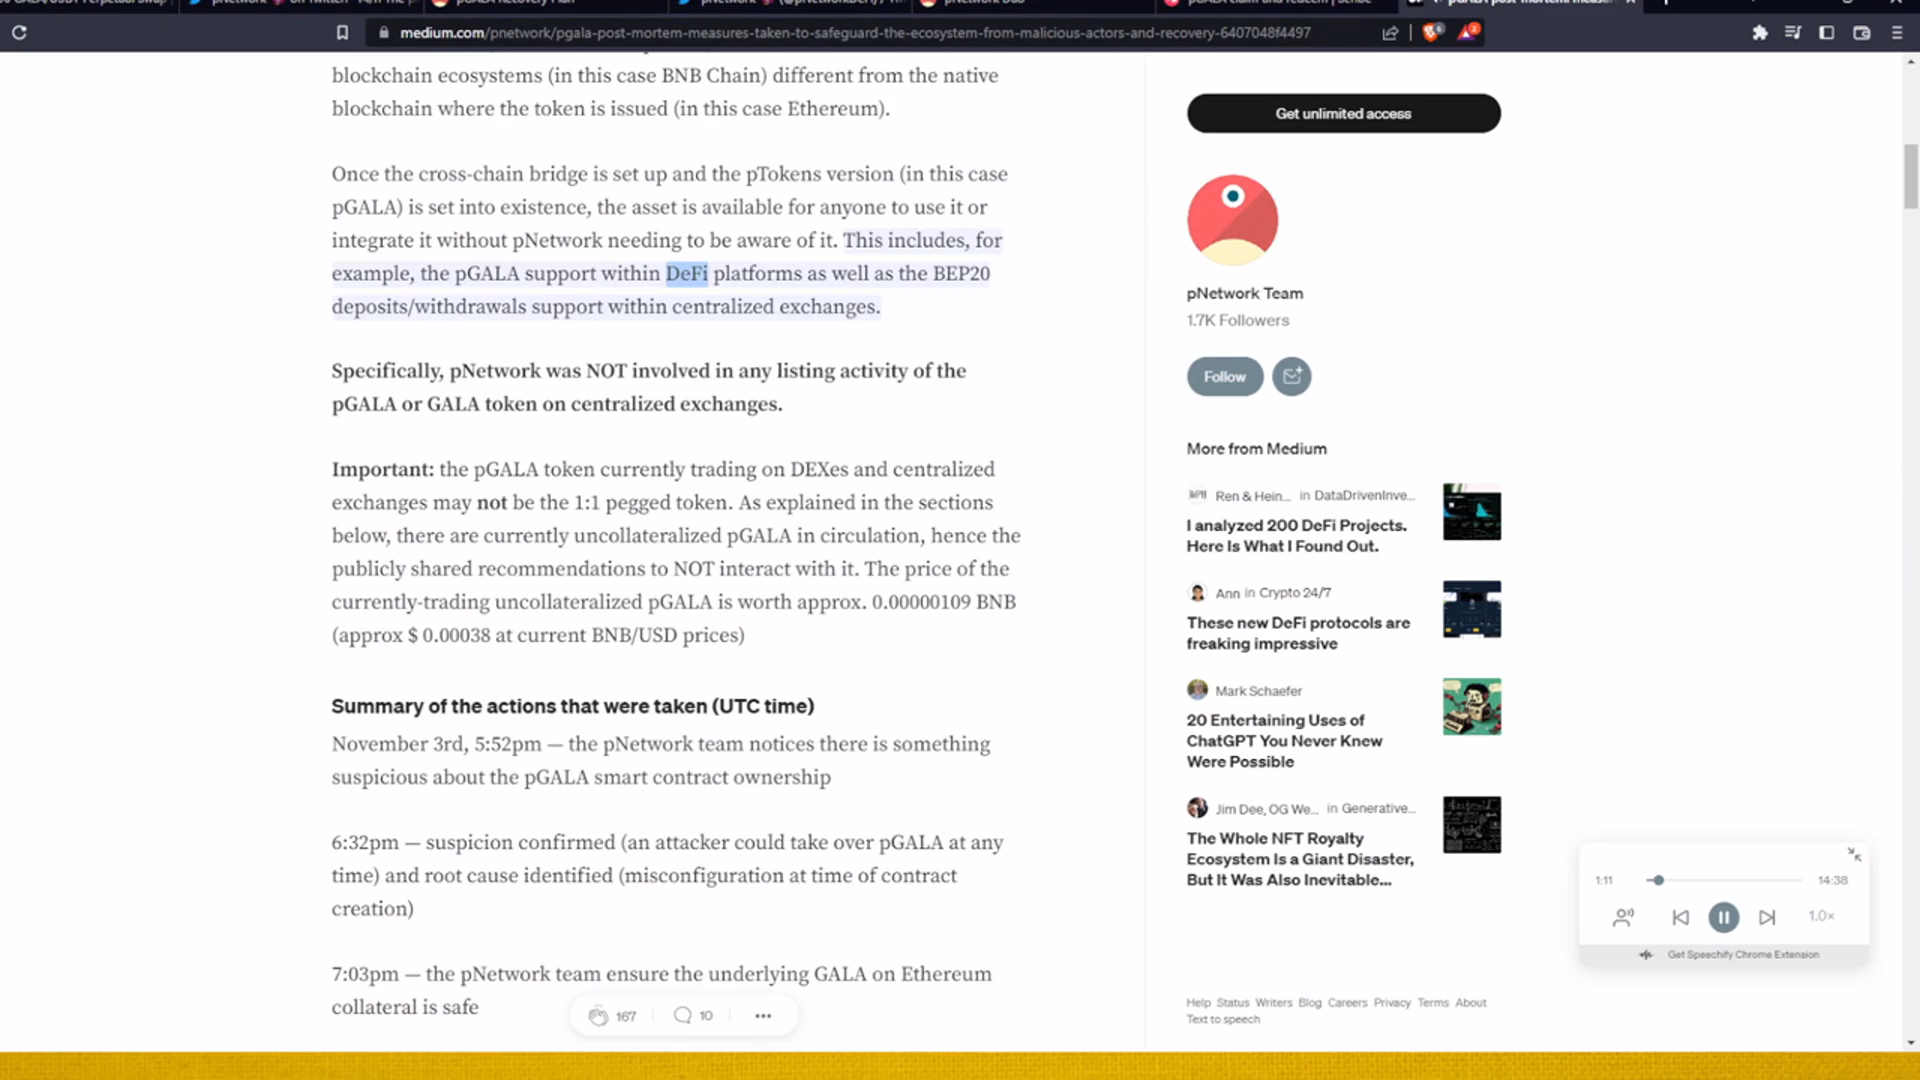 pGALA Recovery Plan
medium.com/pnetwork/pgala-post-mortem-measures-taken-to-safeguard-the-ecosystem-from-malicious-actors-and-recovery-6407048f4497
blockchain ecosystems (in this case BNB Chain) different from the native
blockchain where the token is issued (in this case Ethereum).
Once the cross-chain bridge is set up and the pTokens version (in this case
pGALA) is set into existence, the asset is available for anyone to use it or
integrate it without pNetwork needing to be aware of it. This includes, for
example, the pGALA support within DeFi platforms as well as the BEP20
deposits/withdrawals support within centralized exchanges.
Specifically, pNetwork was NOT involved in any listing activity of the
pGALA or GALA token on centralized exchanges.
Important: the pGALA token currently trading on DEXes and centralized
exchanges may not be the 1:1 pegged token. As explained in the sections
below, there are currently uncollateralized pGALA in circulation, hence the
publicly shared recommendations to NOT interact with it. The price of the
currently-trading uncollateralized pGALA is worth approx. 0.00000109 BNB
(approx $ 0.00038 at current BNB/USD prices)
Summary of the actions that were taken (UTC time)
November 3rd, 5:52pm — the pNetwork team notices there is something
suspicious about the pGALA smart contract ownership
6:32pm — suspicion confirmed (an attacker could take over pGALA at any
time) and root cause identified (misconfiguration at time of contract
creation)
7:03pm — the pNetwork team ensure the underlying GALA on Ethereum
collateral is safe
167
10
Get unlimited access
pNetwork Team
1.7K Followers
Follow
More from Medium
Ren & Hein... in DataDrivenInve...
I analyzed 200 DeFi Projects.
Here Is What I Found Out.
Ann in Crypto 24/7
These new DeFi protocols are
freaking impressive
Mark Schaefer
20 Entertaining Uses of
ChatGPT You Never Knew
Were Possible
Jim Dee, OG We... in Generative...
The Whole NFT Royalty
Ecosystem Is a Giant Disaster,
But It Was Also Inevitable...
1:11
14:38
1.0×
Get Speechify Chrome Extension
Help Status Writers Blog Careers Privacy Terms About
Text to speech